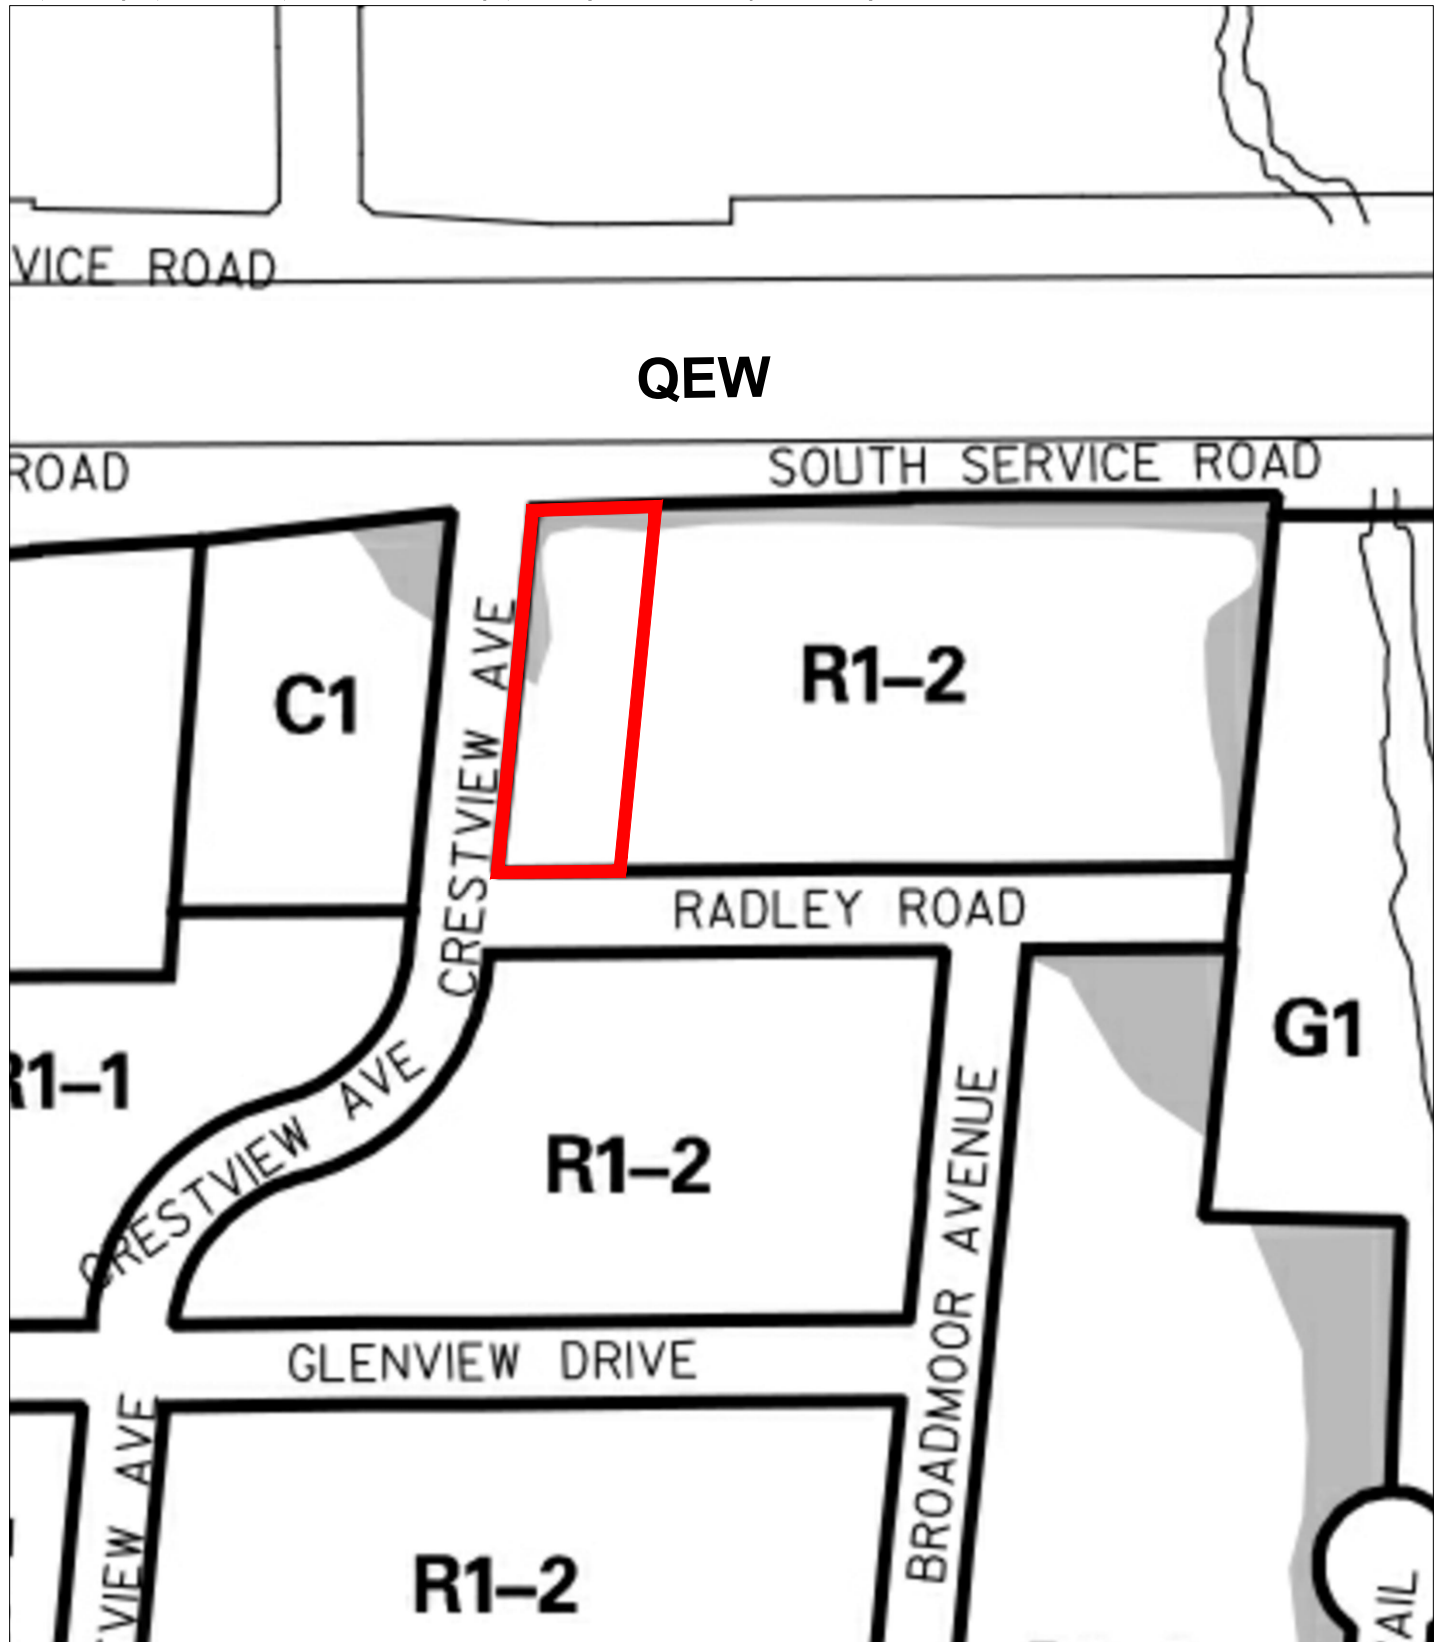 VICE ROAD
QEW
ROAD
SOUTH SERVICE ROAD
C1
CRESTVIEW AVE
R1–2
RADLEY ROAD
G1
R1–1
CRESTVIEW AVE
R1–2
BROADMOOR AVENUE
GLENVIEW DRIVE
VIEW AVE
R1–2
AIL